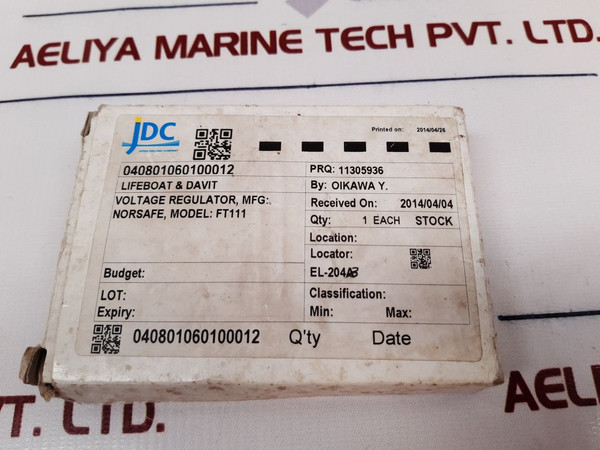 AELIYA MARINE TECH PVT. LTD.
JDC
Printed on: 2014/04/26
040801060100012
PRQ: 11305936
LIFEBOAT & DAVIT
By: OIKAWA Y.
VOLTAGE REGULATOR, MFG:
NORSAFE, MODEL: FT111
Received On: 2014/04/04
Qty: 1 EACH STOCK
Location:
Locator:
Budget:
EL-204A3
LOT:
Classification:
Expiry:
Min: Max:
040801060100012 Q'ty Date
AELIYA MA
AELIY